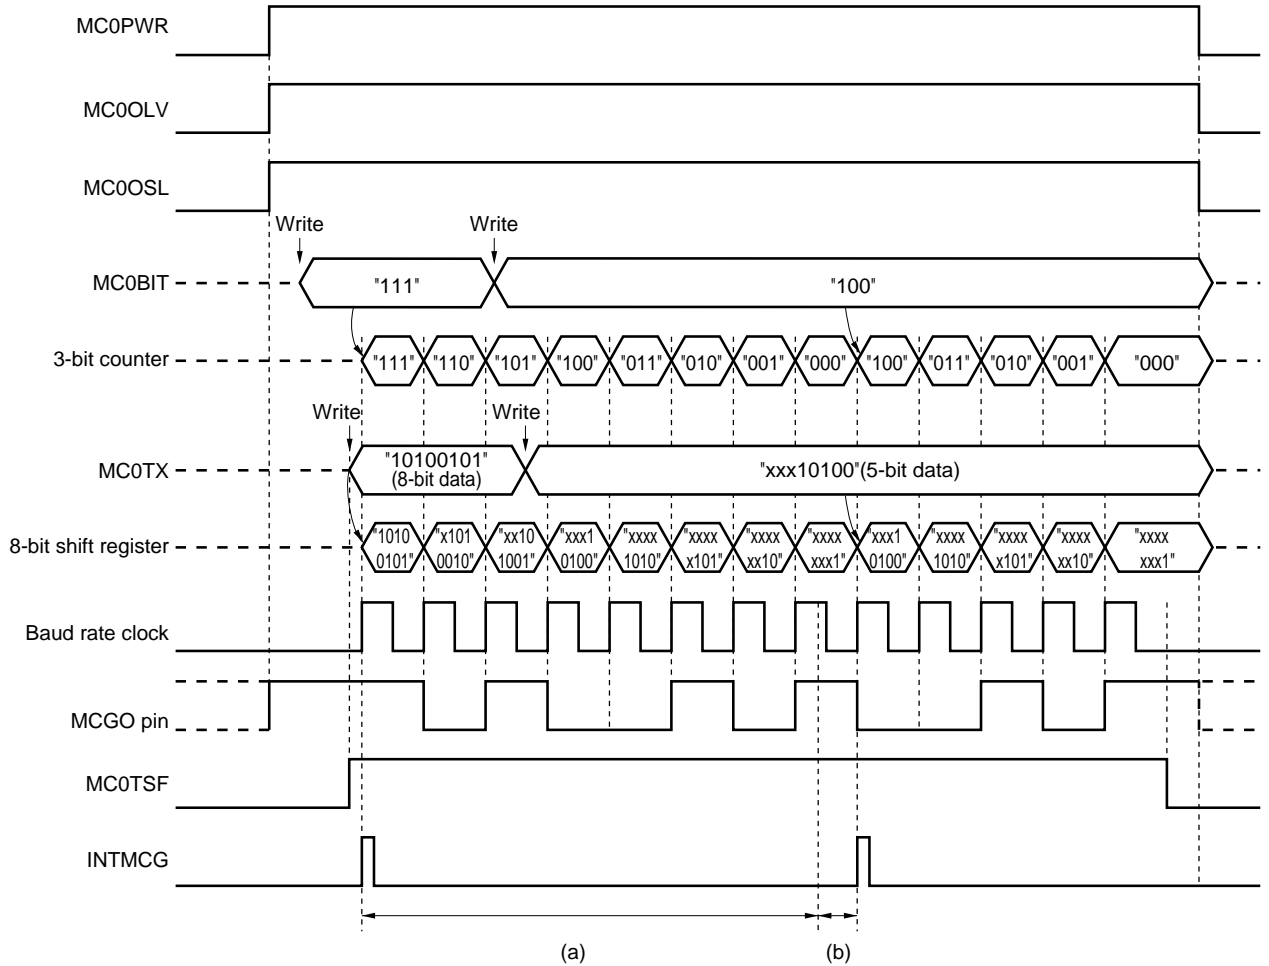 MC0PWR
MC0OLV
MC0OSL
Write Write
MC0BIT "111" "100"
3-bit counter "111" "110" "101" "100" "011" "010" "001" "000" "100" "011" "010" "001" "000"
Write Write
MC0TX "10100101" (8-bit data) "xxx10100"(5-bit data)
8-bit shift register "1010 0101" "x101 0010" "xx10 1001" "xxx1 0100" "xxxx 1010" "xxxx x101" "xxxx xx10" "xxxx xxx1" "xxx1 0100" "xxxx 1010" "xxxx x101" "xxxx xx10" "xxxx xxx1"
Baud rate clock
MCGO pin
MC0TSF
INTMCG
(a) (b)